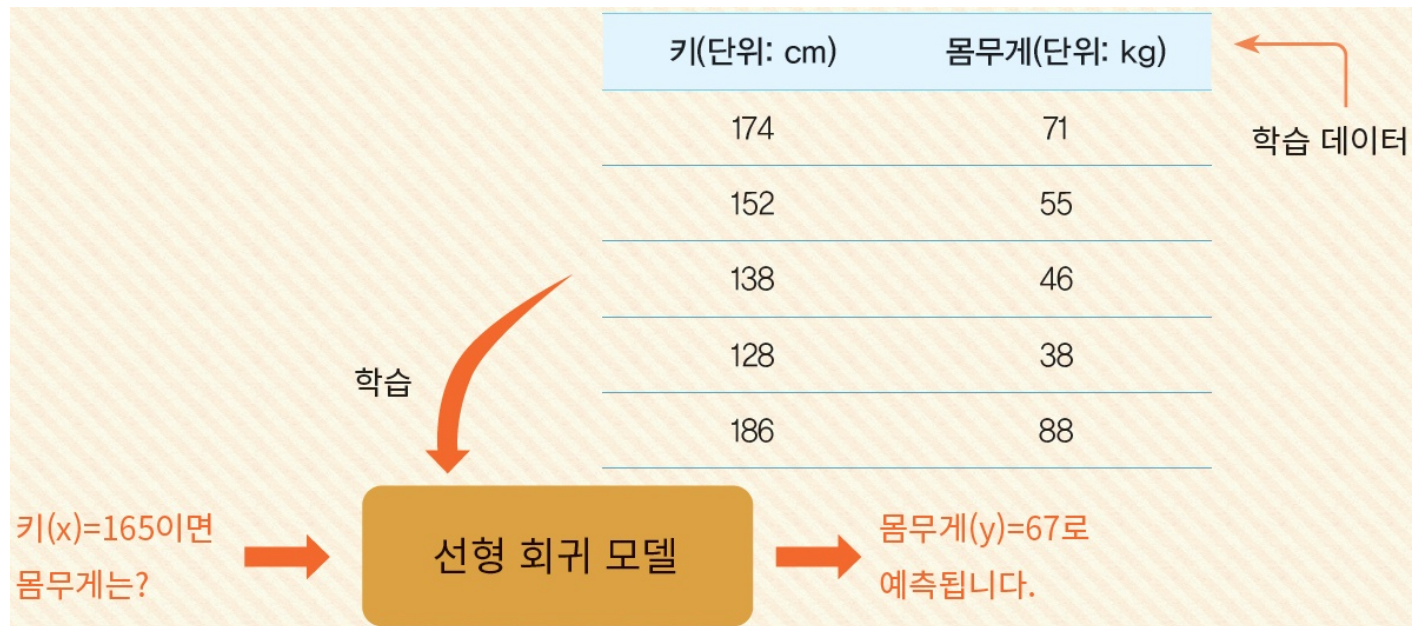 키(단위: cm) 몸무게(단위: kg)
174 71
학습 데이터
152 55
138 46
128 38
학습
186 88
키(x)=165이면
몸무게는?
선형 회귀 모델
몸무게(y)=67로
예측됩니다.